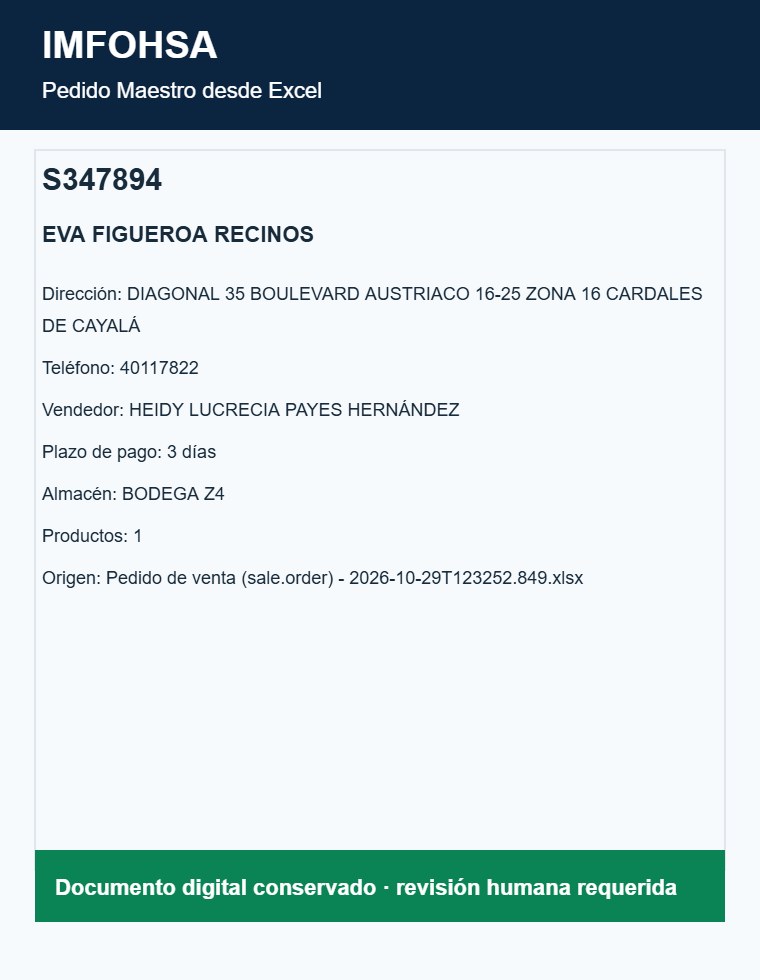 IMFOHSA
Pedido Maestro desde Excel
S347894
EVA FIGUEROA RECINOS
Dirección: DIAGONAL 35 BOULEVARD AUSTRIACO 16-25 ZONA 16 CARDALES
DE CAYALÁ
Teléfono: 40117822
Vendedor: HEIDY LUCRECIA PAYES HERNÁNDEZ
Plazo de pago: 3 días
Almacén: BODEGA Z4
Productos: 1
Origen: Pedido de venta (sale.order) - 2026-10-29T123252.849.xlsx
Documento digital conservado · revisión humana requerida